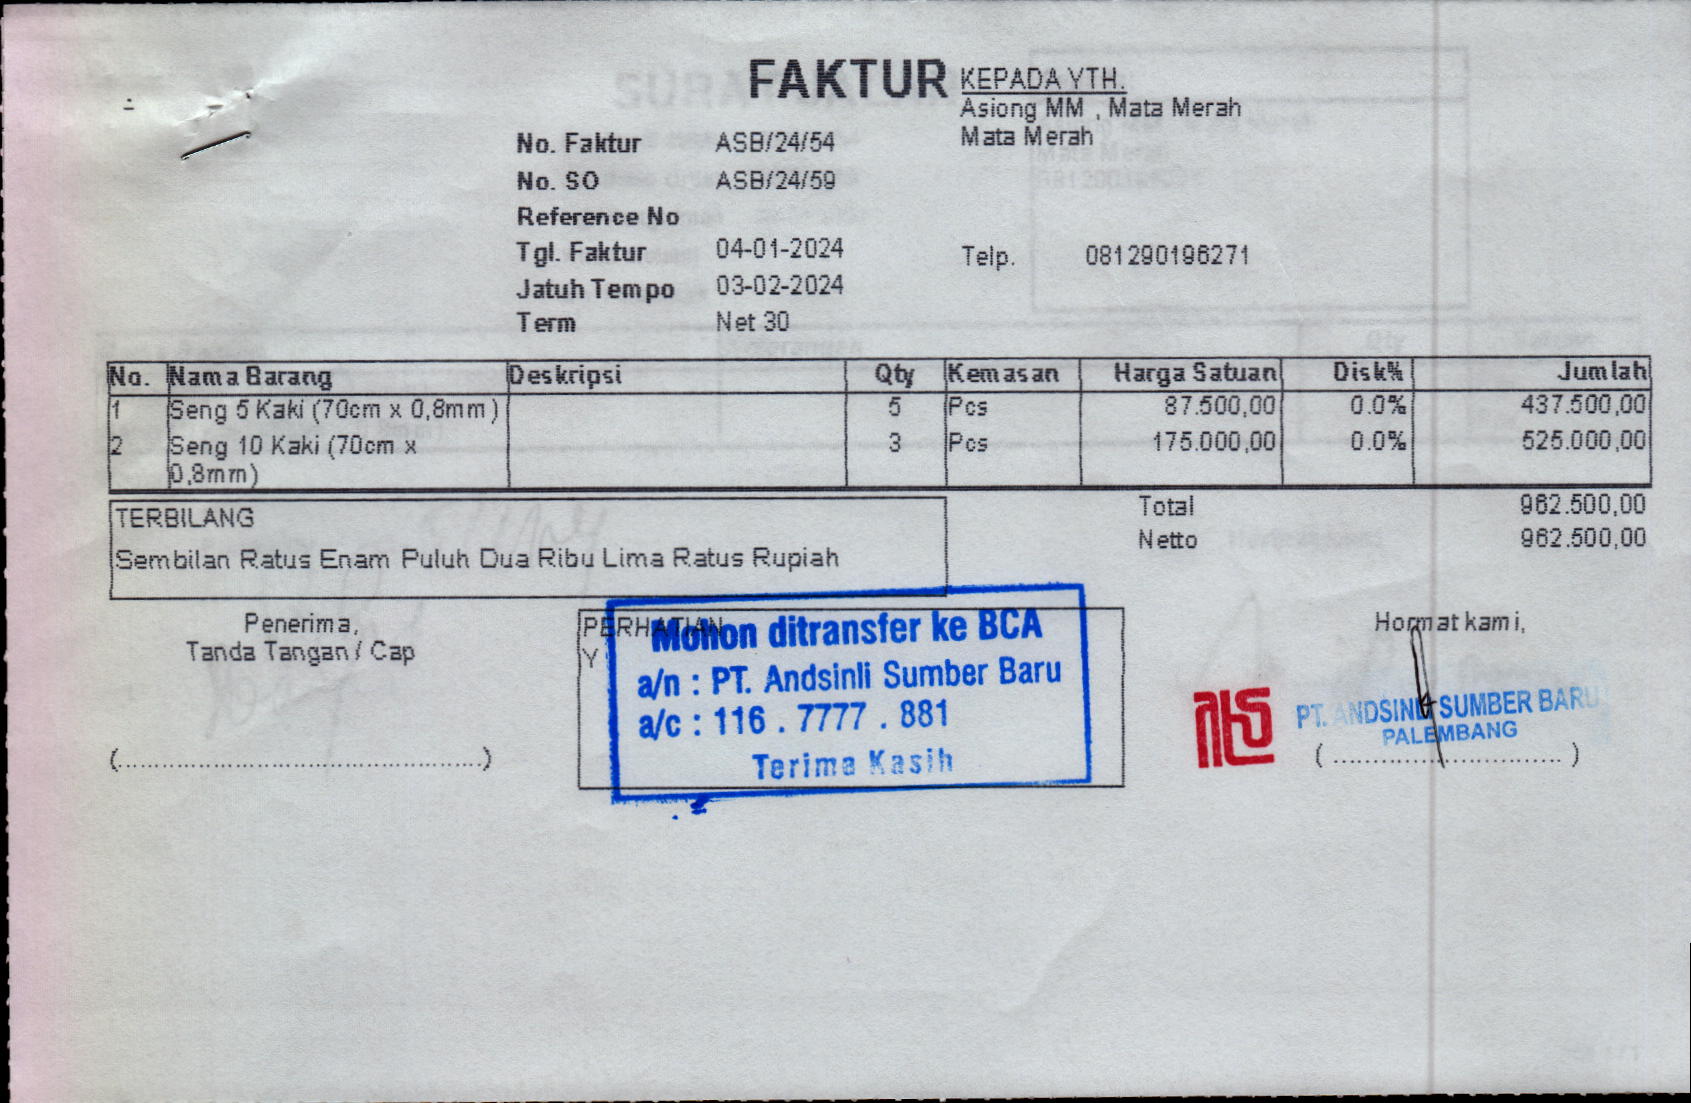 FAKTUR
KEPADA YTH.
Asiong MM , Mata Merah
Mata Merah
No. Faktur ASB/24/54
No. SO ASB/24/59
Reference No
Tgl. Faktur 04-01-2024
Telp. 081290196271
Jatuh Tempo 03-02-2024
Term Net 30
No. Nama Barang Deskripsi Qty Kemasan Harga Satuan Disk% Jumlah
1 Seng 5 Kaki (70cm x 0,8mm) 5 Pcs 87.500,00 0.0% 437.500,00
2 Seng 10 Kaki (70cm x 3 Pcs 175.000,00 0.0% 525.000,00
0,8mm)
Total 962.500,00
Netto 962.500,00
TERBILANG
Sembilan Ratus Enam Puluh Dua Ribu Lima Ratus Rupiah
Penerima,
Tanda Tangan / Cap
(................................................)
PERHATIAN
Y
Mohon ditransfer ke BCA
a/n : PT. Andsinli Sumber Baru
a/c : 116 . 7777 . 881
Terima Kasih
Hormat kami,
PT. ANDSINLI SUMBER BARU
PALEMBANG
( .............................. )